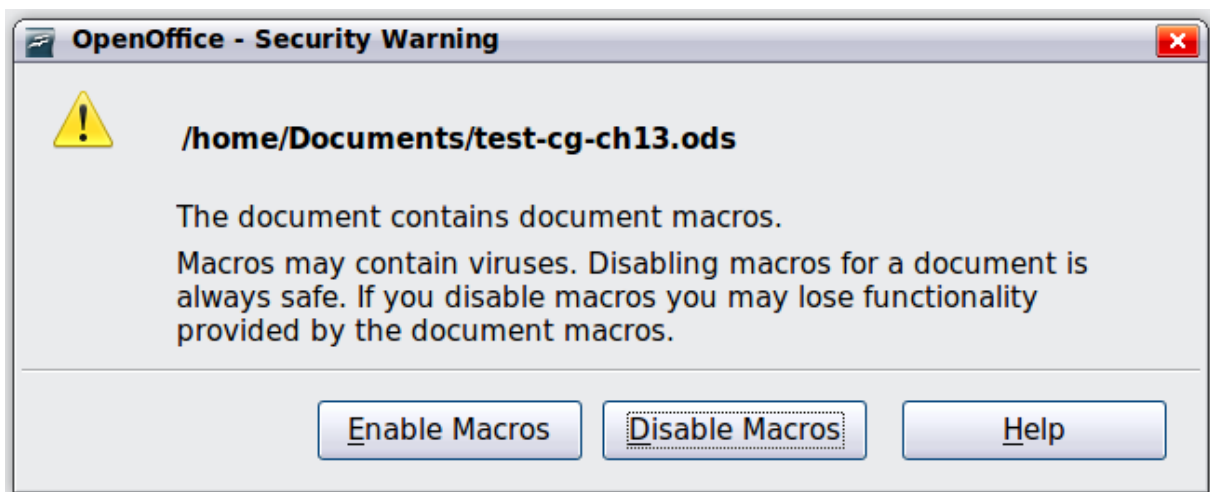 OpenOffice - Security Warning
/home/Documents/test-cg-ch13.ods
The document contains document macros.
Macros may contain viruses. Disabling macros for a document is
always safe. If you disable macros you may lose functionality
provided by the document macros.
Enable Macros Disable Macros Help